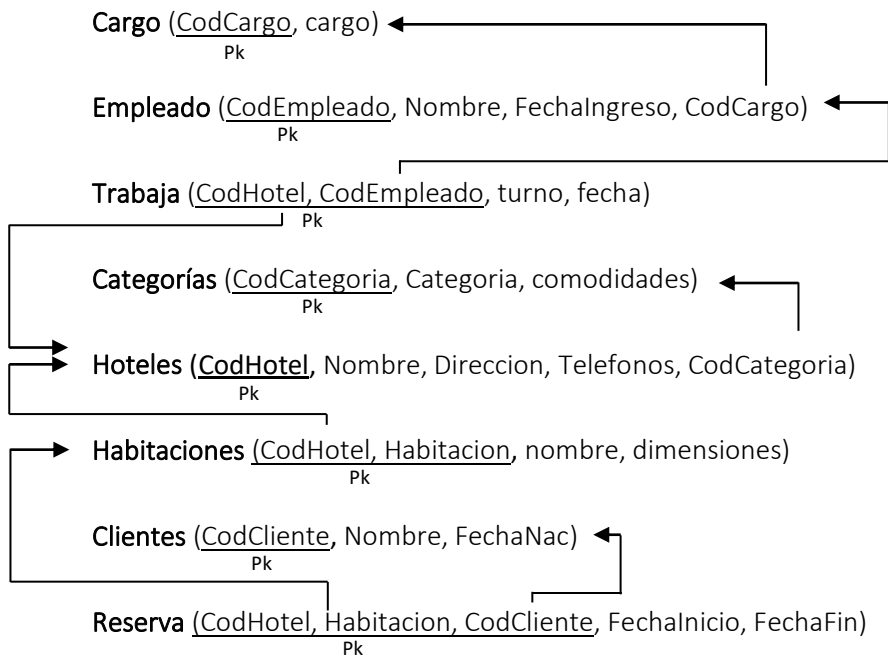 Cargo (CodCargo, cargo)
Pk
Empleado (CodEmpleado, Nombre, FechaIngreso, CodCargo)
Pk
Trabaja (CodHotel, CodEmpleado, turno, fecha)
Pk
Categorías (CodCategoria, Categoria, comodidades)
Pk
Hoteles (CodHotel, Nombre, Direccion, Telefonos, CodCategoria)
Pk
Habitaciones (CodHotel, Habitacion, nombre, dimensiones)
Pk
Clientes (CodCliente, Nombre, FechaNac)
Pk
Reserva (CodHotel, Habitacion, CodCliente, FechaInicio, FechaFin)
Pk